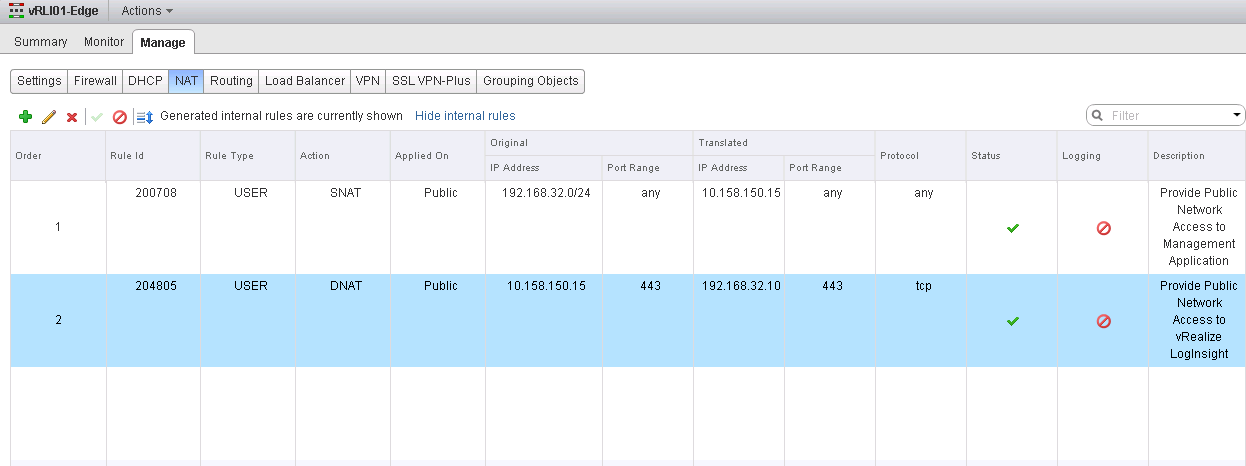 vRLI01-Edge Actions
Summary Monitor Manage
Settings Firewall DHCP NAT Routing Load Balancer VPN SSL VPN-Plus Grouping Objects
Generated internal rules are currently shown Hide internal rules Filter
Order Rule Id Rule Type Action Applied On Original Translated Protocol Status Logging Description
IP Address Port Range IP Address Port Range
1 200708 USER SNAT Public 192.168.32.0/24 any 10.158.150.15 any any Provide Public
Network
Access to
Management
Application
2 204805 USER DNAT Public 10.158.150.15 443 192.168.32.10 443 tcp Provide Public
Network
Access to
vRealize
LogInsight